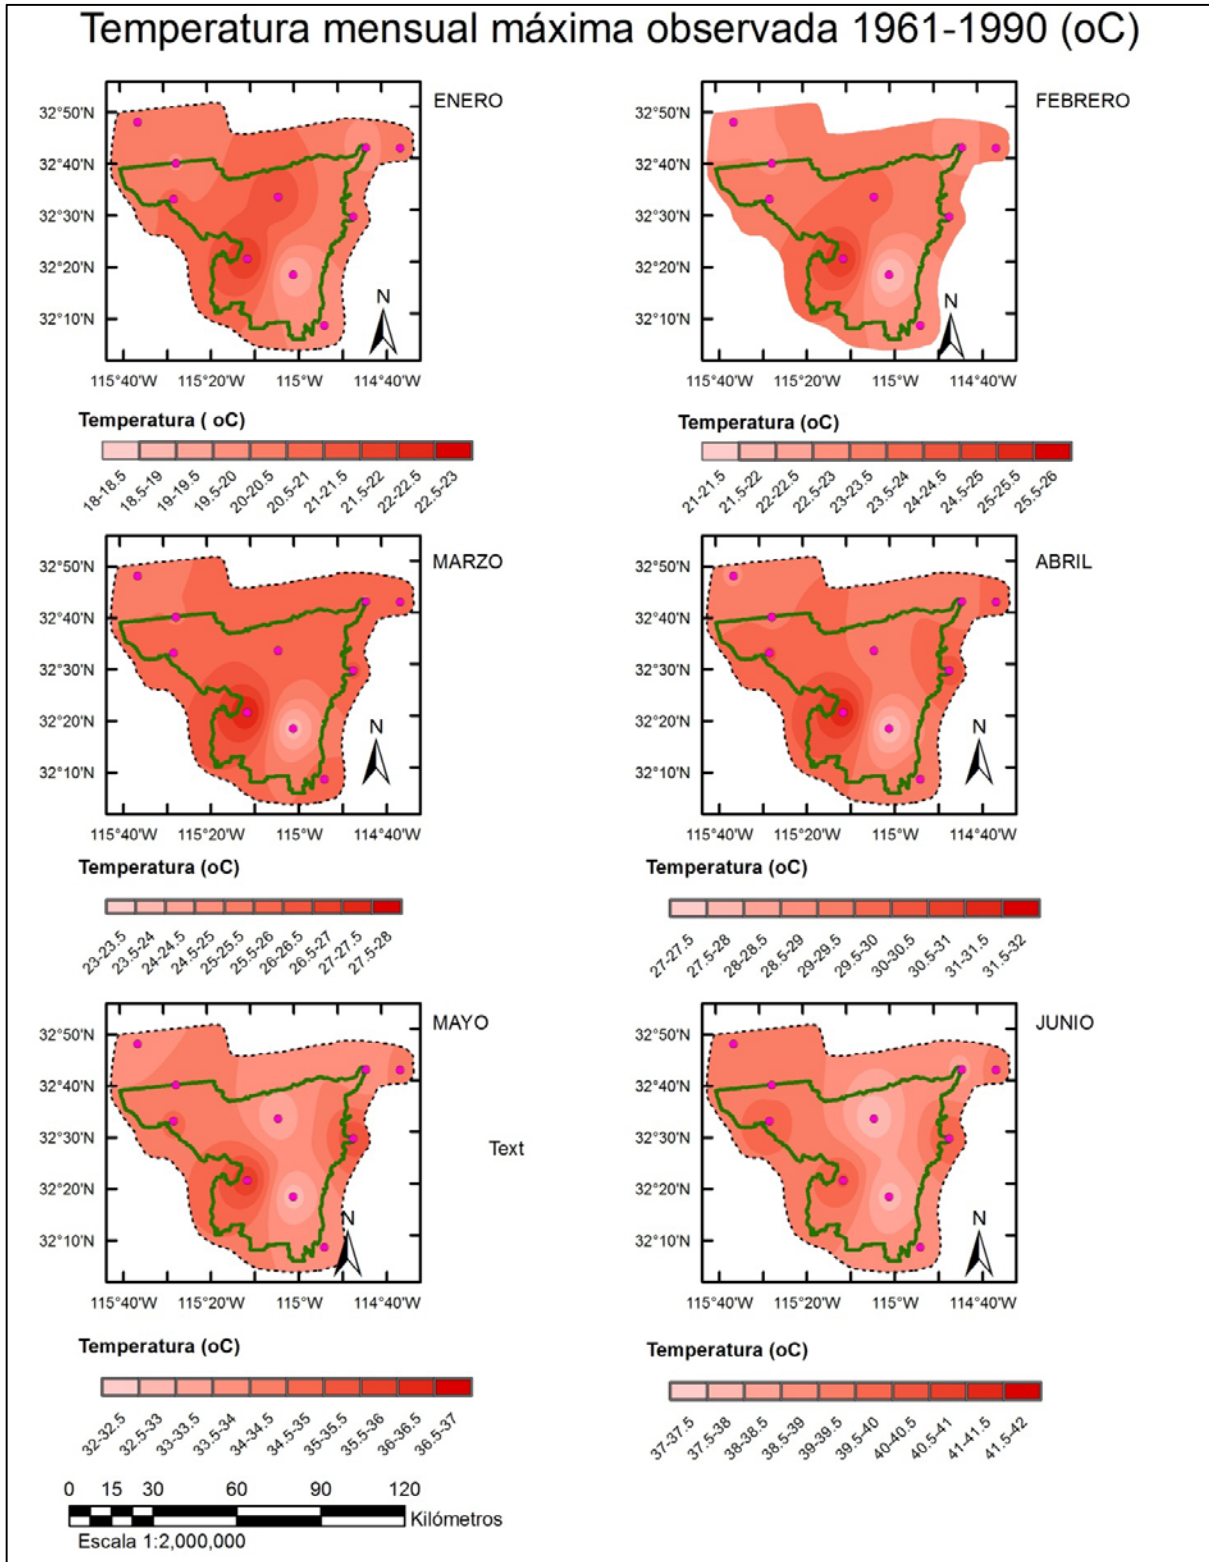 Temperatura mensual máxima observada 1961-1990 (oC)
ENERO
32°50'N
32°40'N
32°30'N
32°20'N
32°10'N
N
115°40'W 115°20'W 115°W 114°40'W
Temperatura ( oC)
18-18.5 18.5-19 19-19.5 19.5-20 20-20.5 20.5-21 21-21.5 21.5-22 22-22.5 22.5-23
FEBRERO
32°50'N
32°40'N
32°30'N
32°20'N
32°10'N
N
115°40'W 115°20'W 115°W 114°40'W
Temperatura (oC)
21-21.5 21.5-22 22-22.5 22.5-23 23-23.5 23.5-24 24-24.5 24.5-25 25-25.5 25.5-26
MARZO
32°50'N
32°40'N
32°30'N
32°20'N
32°10'N
N
115°40'W 115°20'W 115°W 114°40'W
Temperatura (oC)
23-23.5 23.5-24 24-24.5 24.5-25 25-25.5 25.5-26 26-26.5 26.5-27 27-27.5 27.5-28
ABRIL
32°50'N
32°40'N
32°30'N
32°20'N
32°10'N
N
115°40'W 115°20'W 115°W 114°40'W
Temperatura (oC)
27-27.5 27.5-28 28-28.5 28.5-29 29-29.5 29.5-30 30-30.5 30.5-31 31-31.5 31.5-32
MAYO
32°50'N
32°40'N
32°30'N
32°20'N
32°10'N
Text
N
115°40'W 115°20'W 115°W 114°40'W
Temperatura (oC)
32-32.5 32.5-33 33-33.5 33.5-34 34-34.5 34.5-35 35-35.5 35.5-36 36-36.5 36.5-37
JUNIO
32°50'N
32°40'N
32°30'N
32°20'N
32°10'N
N
115°40'W 115°20'W 115°W 114°40'W
Temperatura (oC)
37-37.5 37.5-38 38-38.5 38.5-39 39-39.5 39.5-40 40-40.5 40.5-41 41-41.5 41.5-42
0 15 30 60 90 120
Kilómetros
Escala 1:2,000,000